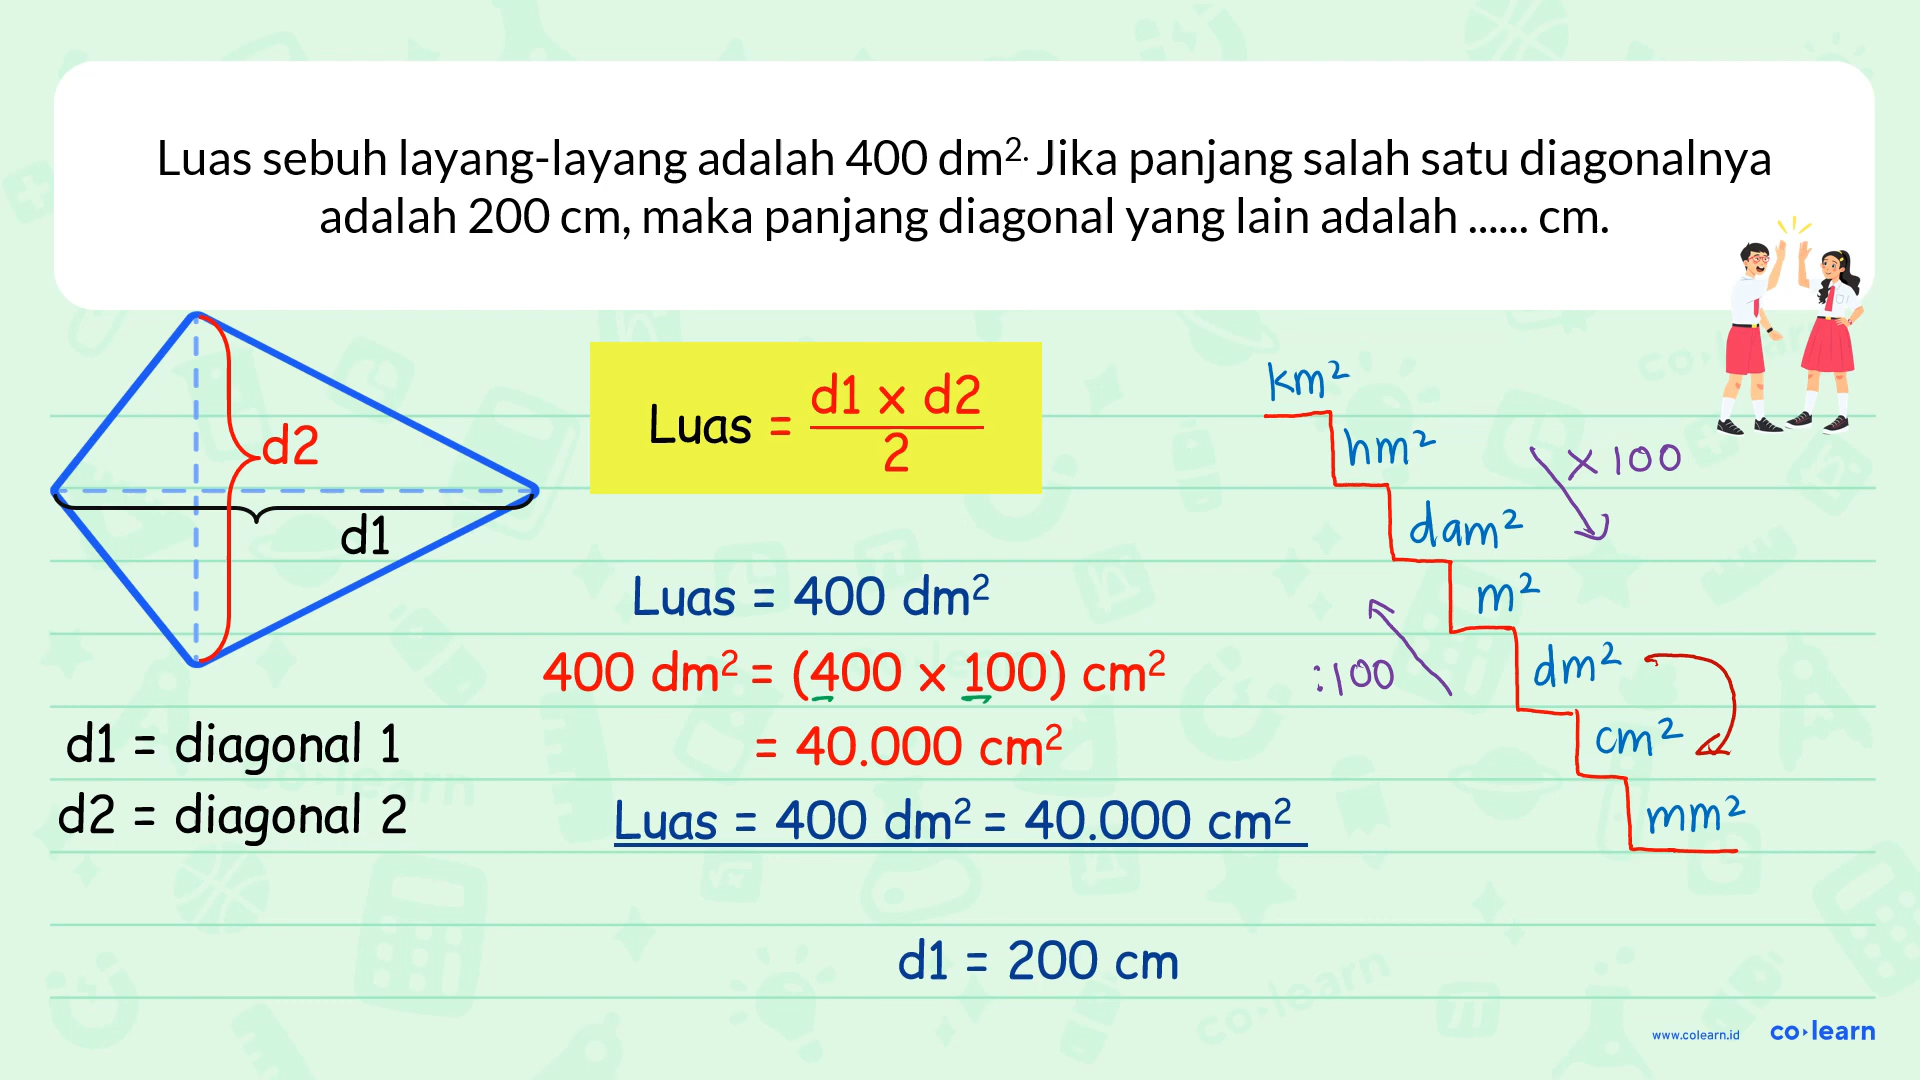 Luas sebuh layang-layang adalah 400 dm². Jika panjang salah satu diagonalnya
adalah 200 cm, maka panjang diagonal yang lain adalah ...... cm.
d2
d1
d1 = diagonal 1
d2 = diagonal 2
Luas = d1 x d2 / 2
Luas = 400 dm²
400 dm² = (400 x 100) cm²
= 40.000 cm²
Luas = 400 dm² = 40.000 cm²
d1 = 200 cm
km²
hm²
dam²
m²
dm²
cm²
mm²
x 100
:100
www.colearn.id
co·learn